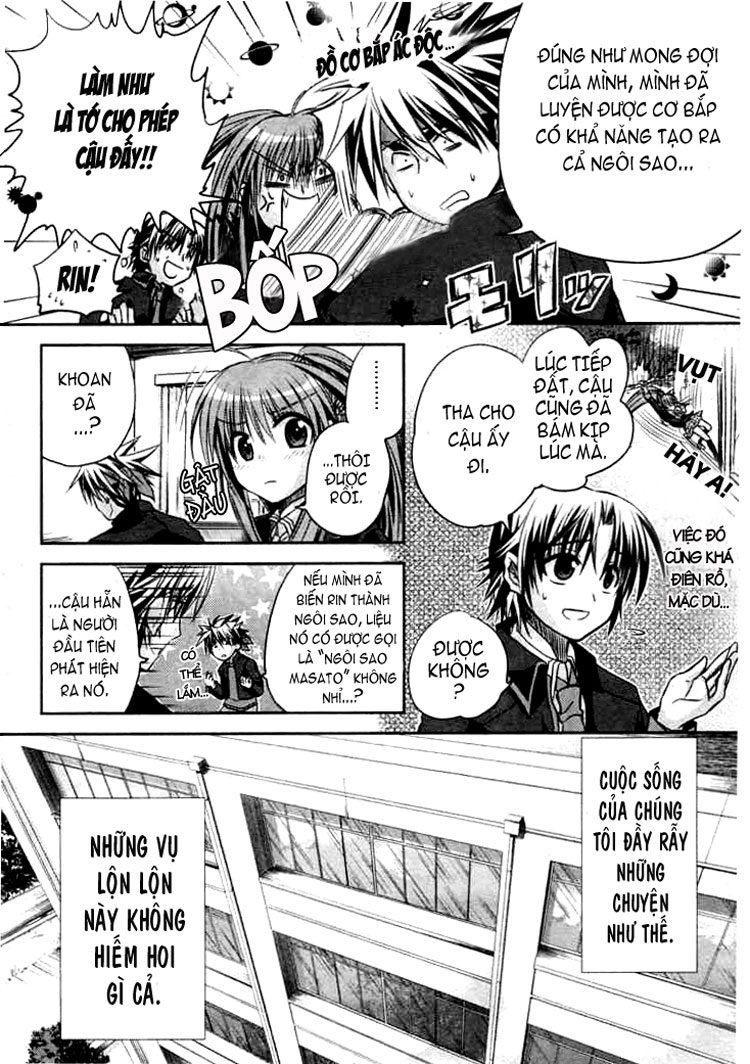 ĐÚNG NHƯ MONG ĐỢI
CỦA MÌNH, MÌNH ĐÃ
LUYỆN ĐƯỢC CƠ BẮP
CÓ KHẢ NĂNG TẠO RA
CẢ NGÔI SAO...
ĐỒ CƠ BẮP ÁC ĐỘC...
LÀM NHƯ
LÀ TỚ CHO PHÉP
CẬU ĐẤY!!
RIN!
BỐP
モリッ
VỤT
HÂY A!
LÚC TIẾP
ĐẤT, CẬU
CŨNG ĐÃ
BÁM KỊP
LÚC MÀ.
THA CHO
CẬU ẤY
ĐI.
VIỆC ĐÓ
CŨNG KHÁ
ĐIÊN RỒ,
MẶC DÙ...
ĐƯỢC
KHÔNG
?
.........
...THÔI
ĐƯỢC
RỒI.
GẬT
ĐẦU
KHOAN
ĐÃ
....?
NẾU MÌNH ĐÃ
BIẾN RIN THÀNH
NGÔI SAO, LIỆU
NÓ CÓ ĐƯỢC GỌI
LÀ “NGÔI SAO
MASATO” KHÔNG
NHỈ....?
CÓ
THỂ
LẮM...
...CẬU HẲN
LÀ NGƯỜI
ĐẦU TIÊN
PHÁT HIỆN
RA NÓ.
CUỘC SỐNG
CỦA CHÚNG
TÔI ĐẦY RẪY
NHỮNG
CHUYỆN
NHƯ THẾ.
NHỮNG VỤ
LỘN LỘN
NÀY KHÔNG
HIẾM HOI
GÌ CẢ.